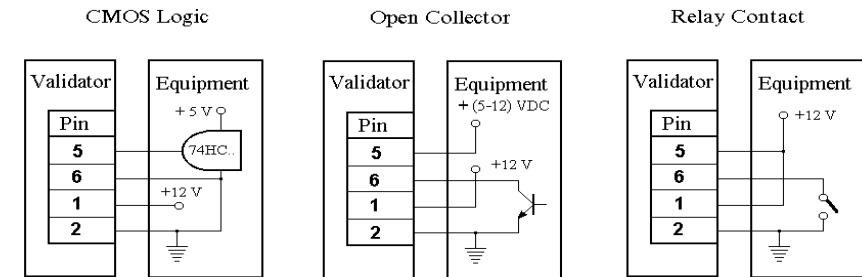 CMOS Logic
Validator
Equipment
+ 5 V
Pin
74HC..
5
6
+12 V
1
2
Open Collector
Validator
Equipment
+ (5-12) VDC
Pin
5
+12 V
6
1
2
Relay Contact
Validator
Equipment
+12 V
Pin
5
6
1
2